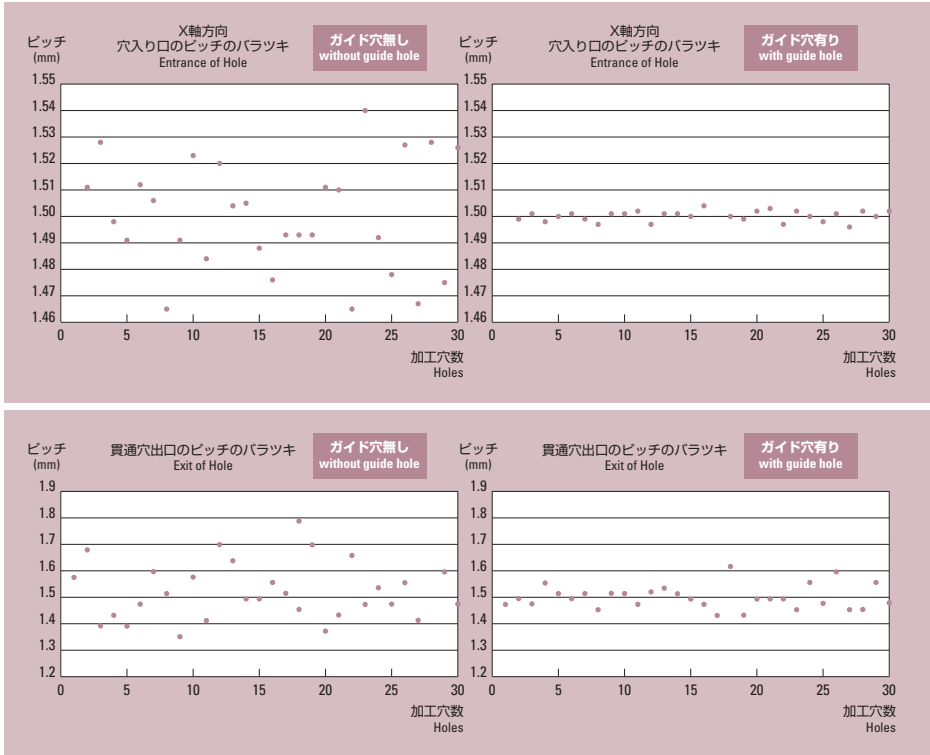 ピッチ
(mm)
X軸方向
穴入り口のピッチのバラツキ
Entrance of Hole
ガイド穴無し
without guide hole
1.55
1.54
1.53
1.52
1.51
1.50
1.49
1.48
1.47
1.46
0 5 10 15 20 25 30
加工穴数
Holes
ピッチ
(mm)
X軸方向
穴入り口のピッチのバラツキ
Entrance of Hole
ガイド穴有り
with guide hole
1.55
1.54
1.53
1.52
1.51
1.50
1.49
1.48
1.47
1.46
0 5 10 15 20 25 30
加工穴数
Holes
ピッチ
(mm)
貫通穴出口のピッチのバラツキ
Exit of Hole
ガイド穴無し
without guide hole
1.9
1.8
1.7
1.6
1.5
1.4
1.3
1.2
0 5 10 15 20 25 30
加工穴数
Holes
ピッチ
(mm)
貫通穴出口のピッチのバラツキ
Exit of Hole
ガイド穴有り
with guide hole
1.9
1.8
1.7
1.6
1.5
1.4
1.3
1.2
0 5 10 15 20 25 30
加工穴数
Holes